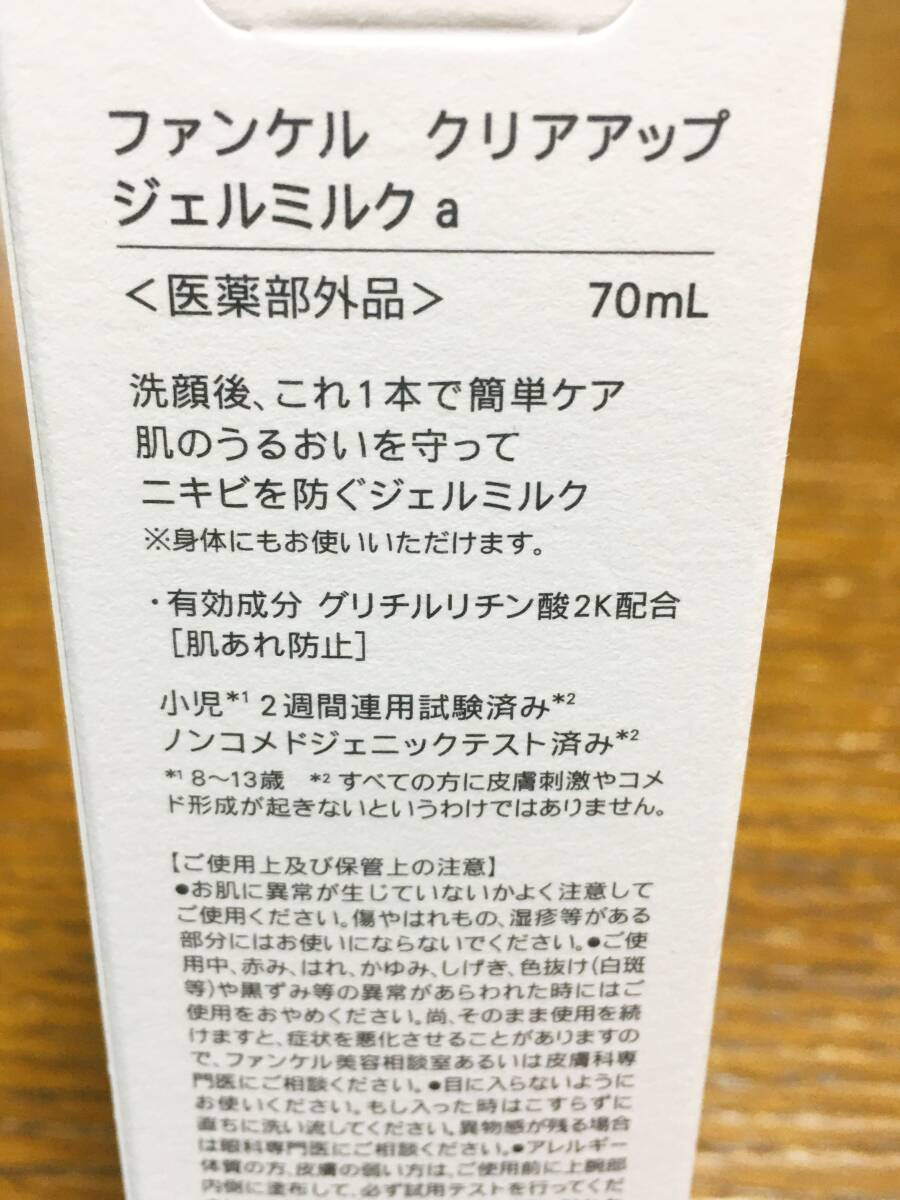 ファンケル　クリアアップ
ジェルミルク a
＜医薬部外品＞ 70mL
洗顔後、これ1本で簡単ケア
肌のうるおいを守って
ニキビを防ぐジェルミルク
※身体にもお使いいただけます。
・有効成分 グリチルリチン酸2K配合
［肌あれ防止］
小児*1 2週間連用試験済み*2
ノンコメドジェニックテスト済み*2
*1 8〜13歳 *2 すべての方に皮膚刺激やコメ
ド形成が起きないというわけではありません。
【ご使用上及び保管上の注意】
●お肌に異常が生じていないかよく注意して
ご使用ください。傷やはれもの、湿疹等がある
部分にはお使いにならないでください。●ご使
用中、赤み、はれ、かゆみ、しげき、色抜け(白斑
等)や黒ずみ等の異常があらわれた時にはご
使用をおやめください。尚、そのまま使用を続
けますと、症状を悪化させることがありますの
で、ファンケル美容相談室あるいは皮膚科専
門医にご相談ください。●目に入らないように
お使いください。もし入った時はこすらずに
直ちに洗い流してください。異物感が残る場合
は眼科専門医にご相談ください。●アレルギー
体質の方、皮膚の弱い方は、ご使用前に上腕部
内側に塗布して、必ず試用テストを行ってくだ